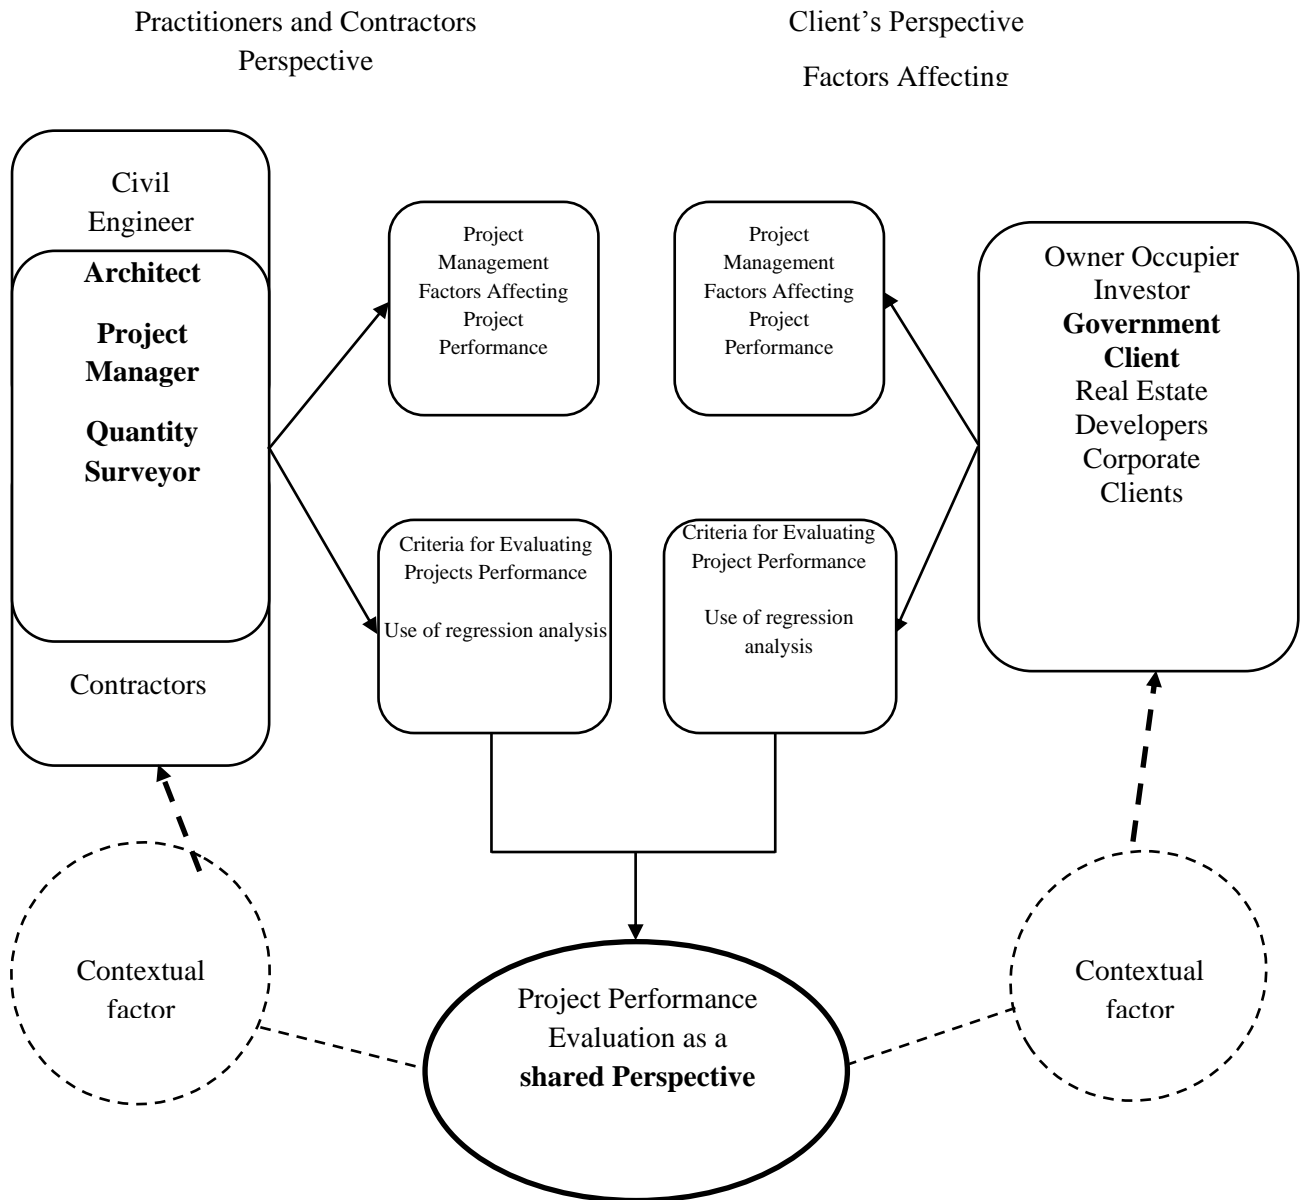 Practitioners and Contractors
Perspective
Client’s Perspective
Factors Affecting
Civil
Engineer
Architect
Project
Manager
Quantity
Surveyor
Contractors
Project
Management
Factors Affecting
Project
Performance
Project
Management
Factors Affecting
Project
Performance
Owner Occupier
Investor
Government
Client
Real Estate
Developers
Corporate
Clients
Criteria for Evaluating
Projects Performance
Use of regression analysis
Criteria for Evaluating
Project Performance
Use of regression
analysis
Contextual
factor
Project Performance
Evaluation as a
shared Perspective
Contextual
factor